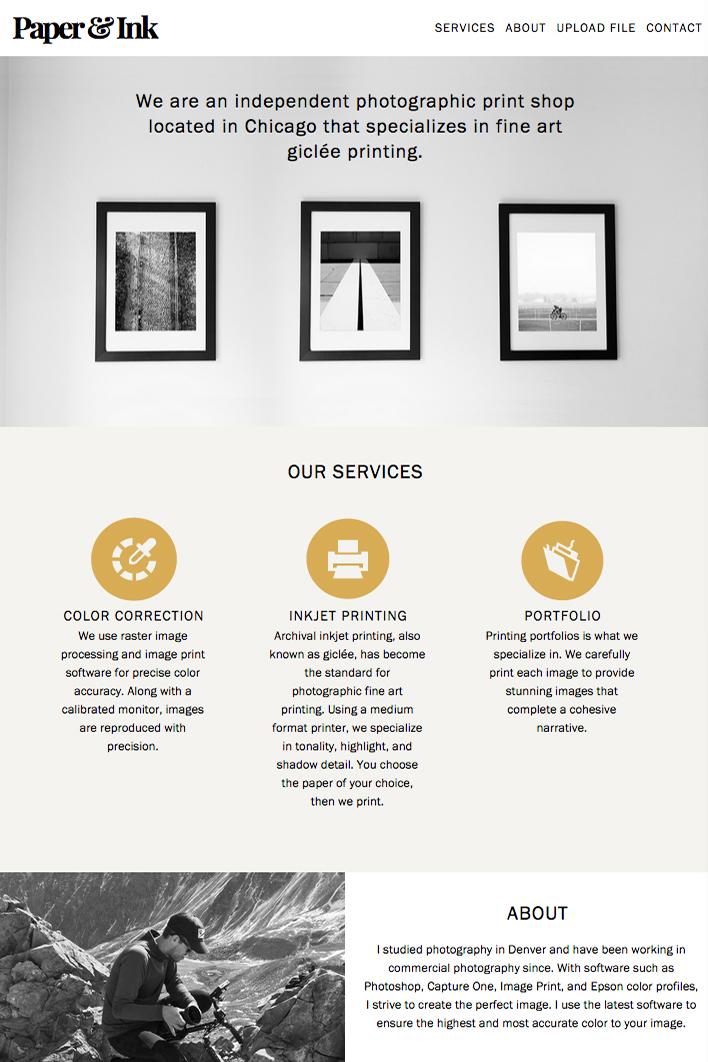 Paper & Ink
SERVICES ABOUT UPLOAD FILE CONTACT
We are an independent photographic print shop
located in Chicago that specializes in fine art
giclée printing.
OUR SERVICES
COLOR CORRECTION
We use raster image
processing and image print
software for precise color
accuracy. Along with a
calibrated monitor, images
are reproduced with
precision.
INKJET PRINTING
Archival inkjet printing, also
known as giclée, has become
the standard for
photographic fine art
printing. Using a medium
format printer, we specialize
in tonality, highlight, and
shadow detail. You choose
the paper of your choice,
then we print.
PORTFOLIO
Printing portfolios is what we
specialize in. We carefully
print each image to provide
stunning images that
complete a cohesive
narrative.
ABOUT
I studied photography in Denver and have been working in
commercial photography since. With software such as
Photoshop, Capture One, Image Print, and Epson color profiles,
I strive to create the perfect image. I use the latest software to
ensure the highest and most accurate color to your image.